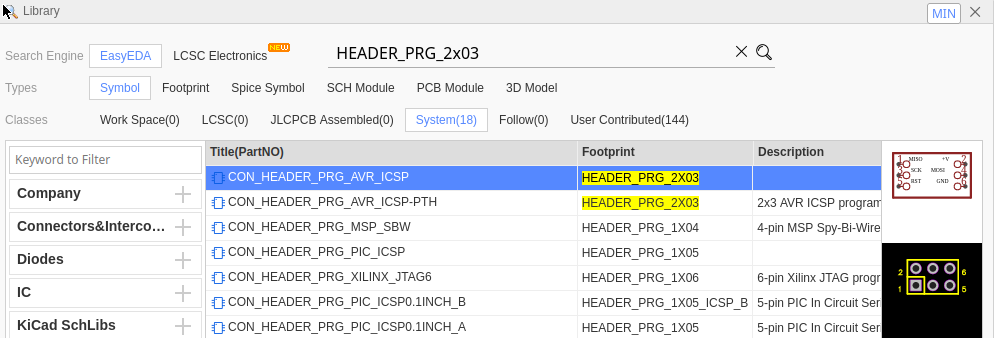 Library
MIN
Search Engine EasyEDA LCSC Electronics NEW HEADER_PRG_2x03
Types Symbol Footprint Spice Symbol SCH Module PCB Module 3D Model
Classes Work Space(0) LCSC(0) JLCPCB Assembled(0) System(18) Follow(0) User Contributed(144)
Keyword to Filter
Company
Connectors&Interco...
Diodes
IC
KiCad SchLibs
Title(PartNO) Footprint Description
CON_HEADER_PRG_AVR_ICSP HEADER_PRG_2X03
CON_HEADER_PRG_AVR_ICSP-PTH HEADER_PRG_2X03 2x3 AVR ICSP program
CON_HEADER_PRG_MSP_SBW HEADER_PRG_1X04 4-pin MSP Spy-Bi-Wire
CON_HEADER_PRG_PIC_ICSP HEADER_PRG_1X05
CON_HEADER_PRG_XILINX_JTAG6 HEADER_PRG_1X06 6-pin Xilinx JTAG progr
CON_HEADER_PRG_PIC_ICSP0.1INCH_B HEADER_PRG_1X05_ICSP_B 5-pin PIC In Circuit Ser
CON_HEADER_PRG_PIC_ICSP0.1INCH_A HEADER_PRG_1X05 5-pin PIC In Circuit Ser
1 MISO +V 2
SCK MOSI
5 RST GND
2 6
1 5